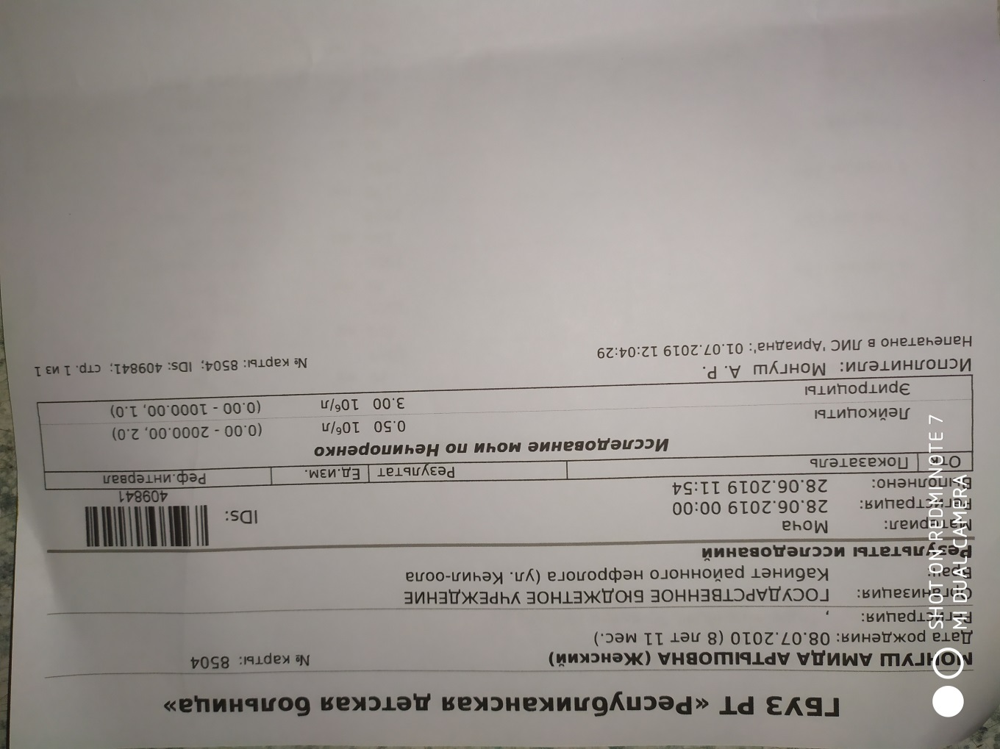 ГБУЗ РТ «Республиканская детская больница»
МОНГУШ АМИДА АРТЫШОВНА (Женский) № карты: 8504
Дата рождения: 08.07.2010 (8 лет 11 мес.)
Регистрация: ,
Организация: ГОСУДАРСТВЕННОЕ БЮДЖЕТНОЕ УЧРЕЖДЕНИЕ
Врач: Кабинет районного нефролога (ул. Кечил-оола
Результаты исследований
Материал: Моча
Регистрация: 28.06.2019 00:00 IDs:
Выполнено: 28.06.2019 11:54 409841
Отд Показатель Результат Ед.изм. Реф.интервал
Исследование мочи по Нечипоренко
Лейкоциты 0.50 10⁶/л (0.00 - 2000.00, 2.0)
Эритроциты 3.00 10⁶/л (0.00 - 1000.00, 1.0)
Исполнители: Монгуш А. Р.
Напечатано в ЛИС 'Ариадна': 01.07.2019 12:04:29 № карты: 8504; IDs: 409841; стр. 1 из 1
SHOT ON REDMI NOTE 7
MI DUAL CAMERA